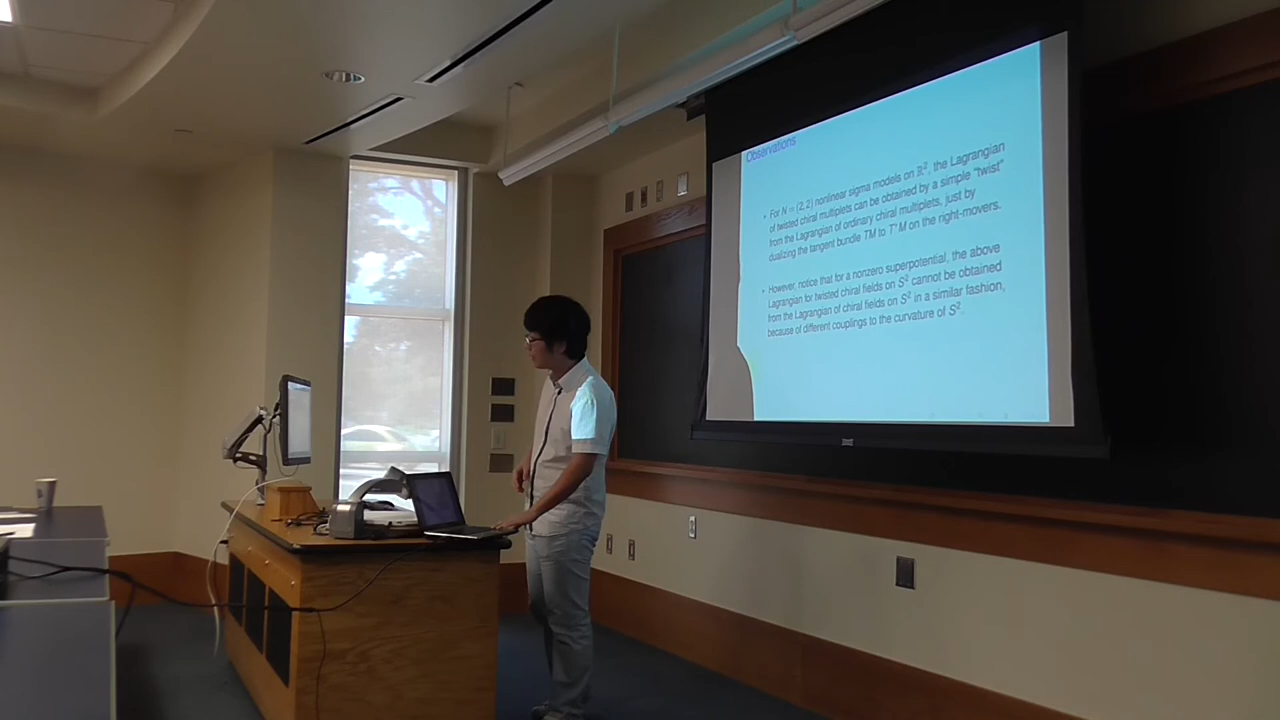 Observations
• For N = (2, 2) nonlinear sigma models on ℝ², the Lagrangian
of twisted chiral multiplets can be obtained by a simple "twist"
from the Lagrangian of ordinary chiral multiplets, just by
dualizing the tangent bundle TM to T*M on the right-movers.
• However, notice that for a nonzero superpotential, the above
Lagrangian for twisted chiral fields on S² cannot be obtained
from the Lagrangian of chiral fields on S² in a similar fashion,
because of different couplings to the curvature of S².